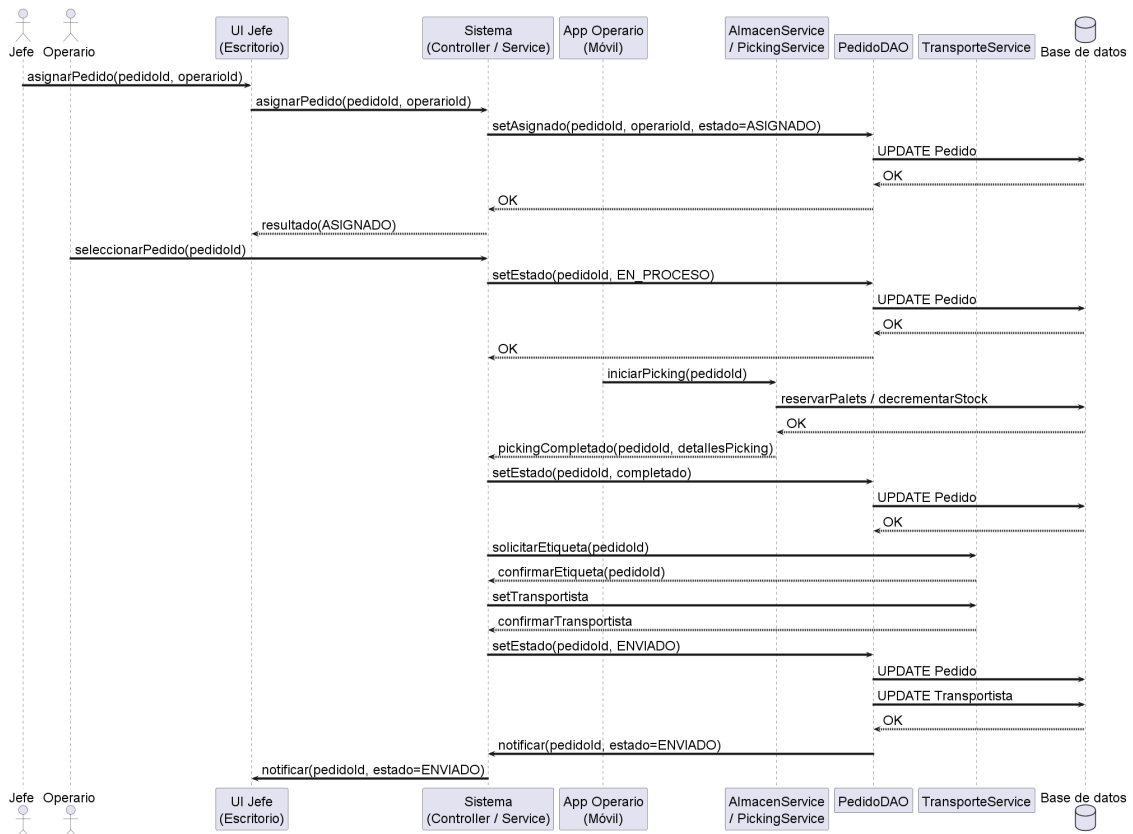 Jefe
Operario
UI Jefe
(Escritorio)
Sistema
(Controller / Service)
App Operario
(Móvil)
AlmacenService
/ PickingService
PedidoDAO
TransporteService
Base de datos
asignarPedido(pedidoId, operarioId)
asignarPedido(pedidoId, operarioId)
setAsignado(pedidoId, operarioId, estado=ASIGNADO)
UPDATE Pedido
OK
OK
resultado(ASIGNADO)
seleccionarPedido(pedidoId)
setEstado(pedidoId, EN_PROCESO)
UPDATE Pedido
OK
OK
iniciarPicking(pedidoId)
reservarPalets / decrementarStock
OK
pickingCompletado(pedidoId, detallesPicking)
setEstado(pedidoId, completado)
UPDATE Pedido
OK
solicitarEtiqueta(pedidoId)
confirmarEtiqueta(pedidoId)
setTransportista
confirmarTransportista
setEstado(pedidoId, ENVIADO)
UPDATE Pedido
UPDATE Transportista
OK
notificar(pedidoId, estado=ENVIADO)
notificar(pedidoId, estado=ENVIADO)
Jefe
Operario
UI Jefe
(Escritorio)
Sistema
(Controller / Service)
App Operario
(Móvil)
AlmacenService
/ PickingService
PedidoDAO
TransporteService
Base de datos